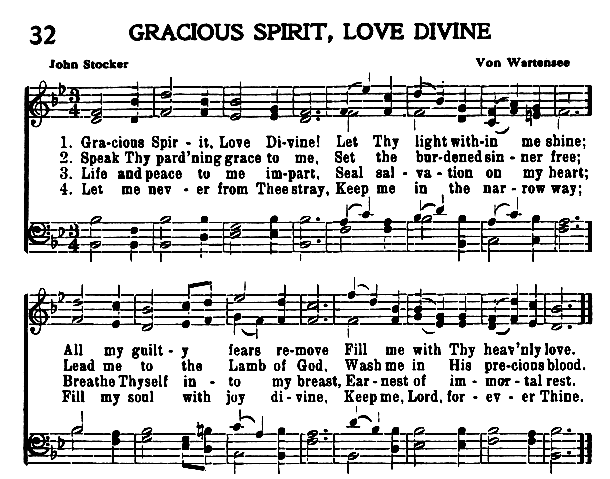 32 GRACIOUS SPIRIT, LOVE DIVINE
John Stocker Von Wartensee
1. Gra-cious Spir - it, Love Di-vine! Let Thy light with-in me shine;
2. Speak Thy pard'ning grace to me, Set the bur-dened sin - ner free;
3. Life and peace to me im-part, Seal sal - va - tion on my heart;
4. Let me nev - er from Thee stray, Keep me in the nar - row way;
All my guilt - y fears re-move Fill me with Thy heav'nly love.
Lead me to the Lamb of God, Wash me in His pre-cious blood.
Breathe Thyself in - to my breast, Ear - nest of im - mor - tal rest.
Fill my soul with joy di - vine, Keep me, Lord, for - ev - er Thine.